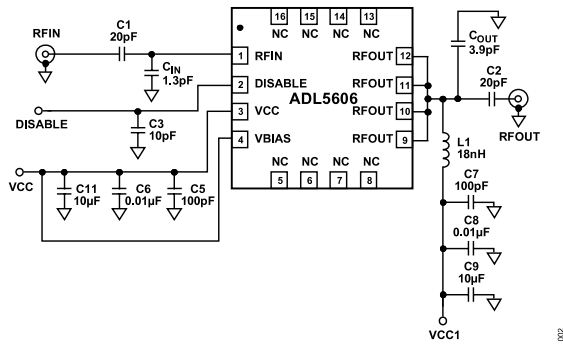 RFIN
C1
20pF
CIN
1.3pF
DISABLE
C3
10pF
VCC
C11
10µF
C6
0.01µF
C5
100pF
16 15 14 13
NC NC NC NC
1 RFIN
2 DISABLE
3 VCC
4 VBIAS
ADL5606
RFOUT 12
RFOUT 11
RFOUT 10
RFOUT 9
NC NC NC NC
5 6 7 8
COUT
3.9pF
C2
20pF
RFOUT
L1
18nH
C7
100pF
C8
0.01µF
C9
10µF
VCC1
002